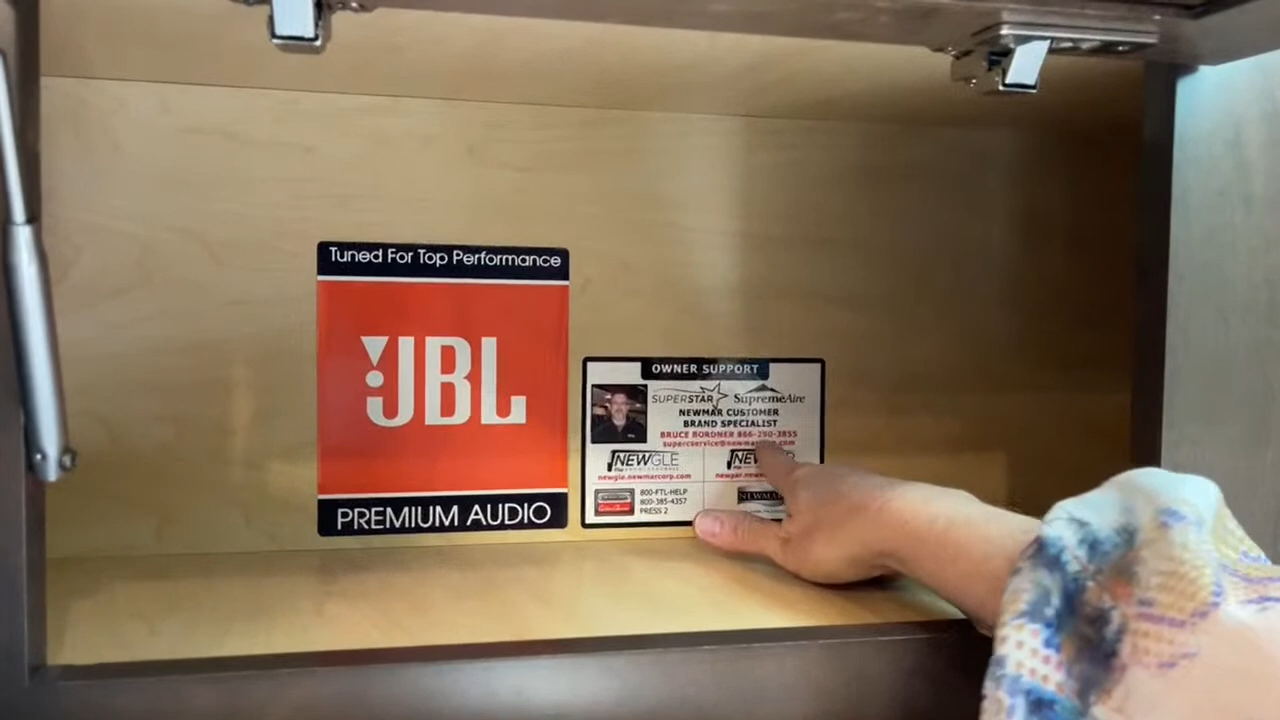 Tuned For Top Performance
JBL
PREMIUM AUDIO
OWNER SUPPORT
SUPERSTAR SUPREMEAIRE
NEWMAR CUSTOMER
BRAND SPECIALIST
BRUCE BORDNER 866-290-3855
NEWGLE
newgle.newmarcorp.com
800-FTL-HELP
800-385-4357
PRESS 2
NEWMAR